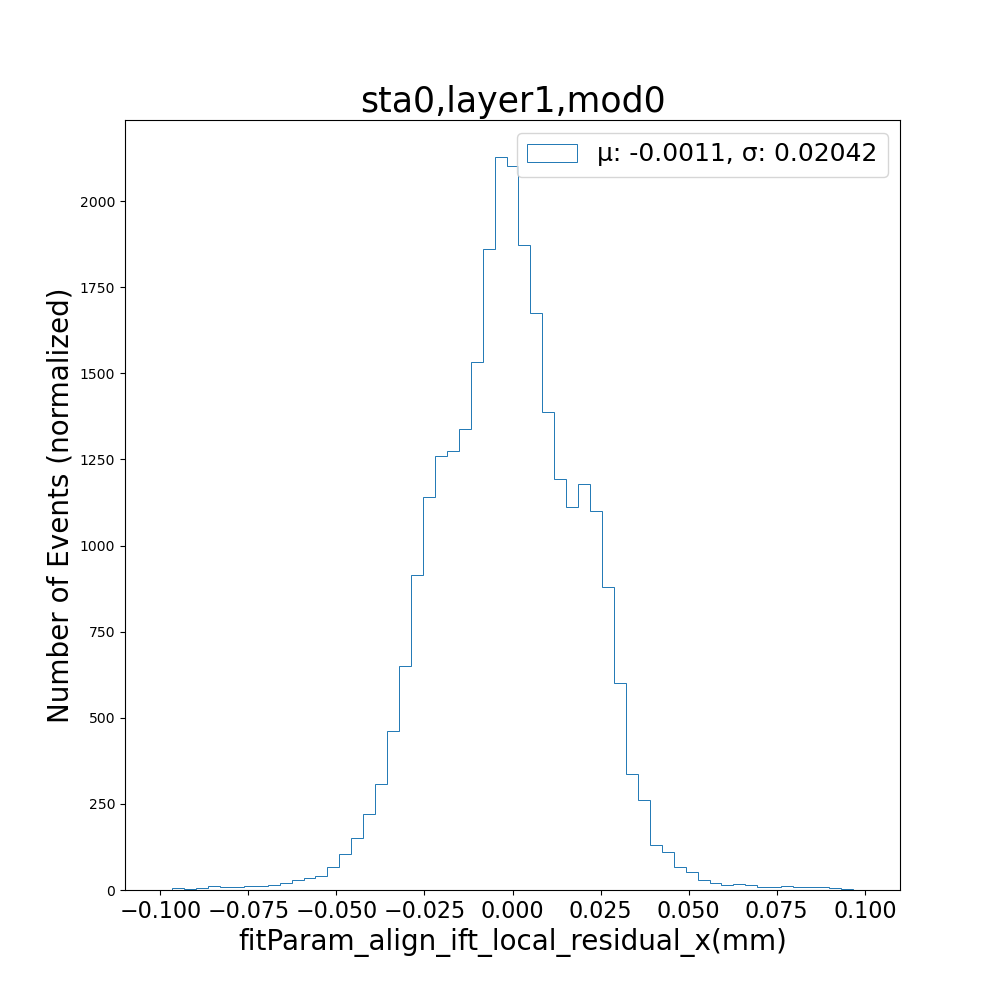 sta0,layer1,mod0
μ: -0.0011, σ: 0.02042
Number of Events (normalized)
2000
1750
1500
1250
1000
750
500
250
0
−0.100 −0.075 −0.050 −0.025 0.000 0.025 0.050 0.075 0.100
fitParam_align_ift_local_residual_x(mm)